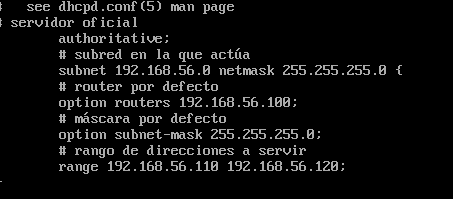 #   see dhcpd.conf(5) man page
# servidor oficial
authoritative;
# subred en la que actúa
subnet 192.168.56.0 netmask 255.255.255.0 {
# router por defecto
option routers 192.168.56.100;
# máscara por defecto
option subnet-mask 255.255.255.0;
# rango de direcciones a servir
range 192.168.56.110 192.168.56.120;